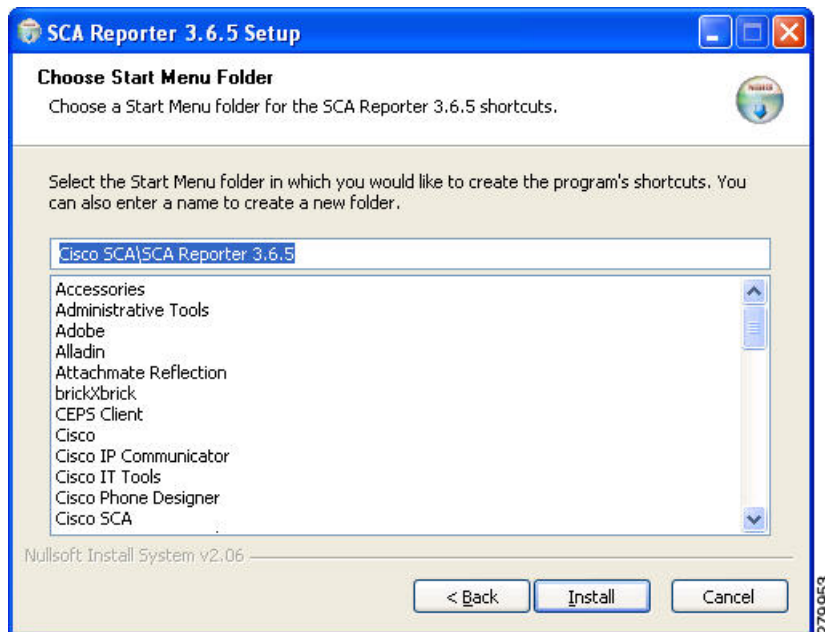 SCA Reporter 3.6.5 Setup
Choose Start Menu Folder
Choose a Start Menu folder for the SCA Reporter 3.6.5 shortcuts.
Select the Start Menu folder in which you would like to create the program's shortcuts. You
can also enter a name to create a new folder.
Cisco SCA\SCA Reporter 3.6.5
Accessories
Administrative Tools
Adobe
Alladin
Attachmate Reflection
brickXbrick
CEPS Client
Cisco
Cisco IP Communicator
Cisco IT Tools
Cisco Phone Designer
Cisco SCA
Nullsoft Install System v2.06
< Back
Install
Cancel
279953